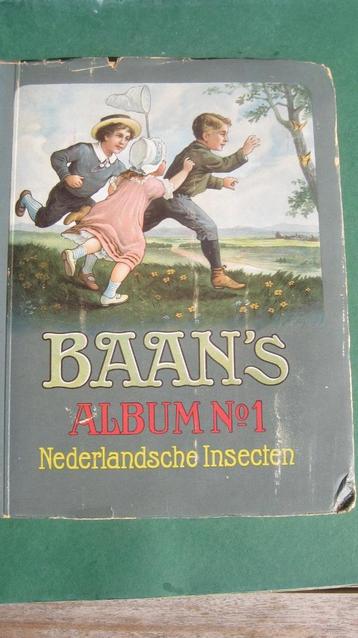 BAAN'S
ALBUM No1
Nederlandsche Insecten